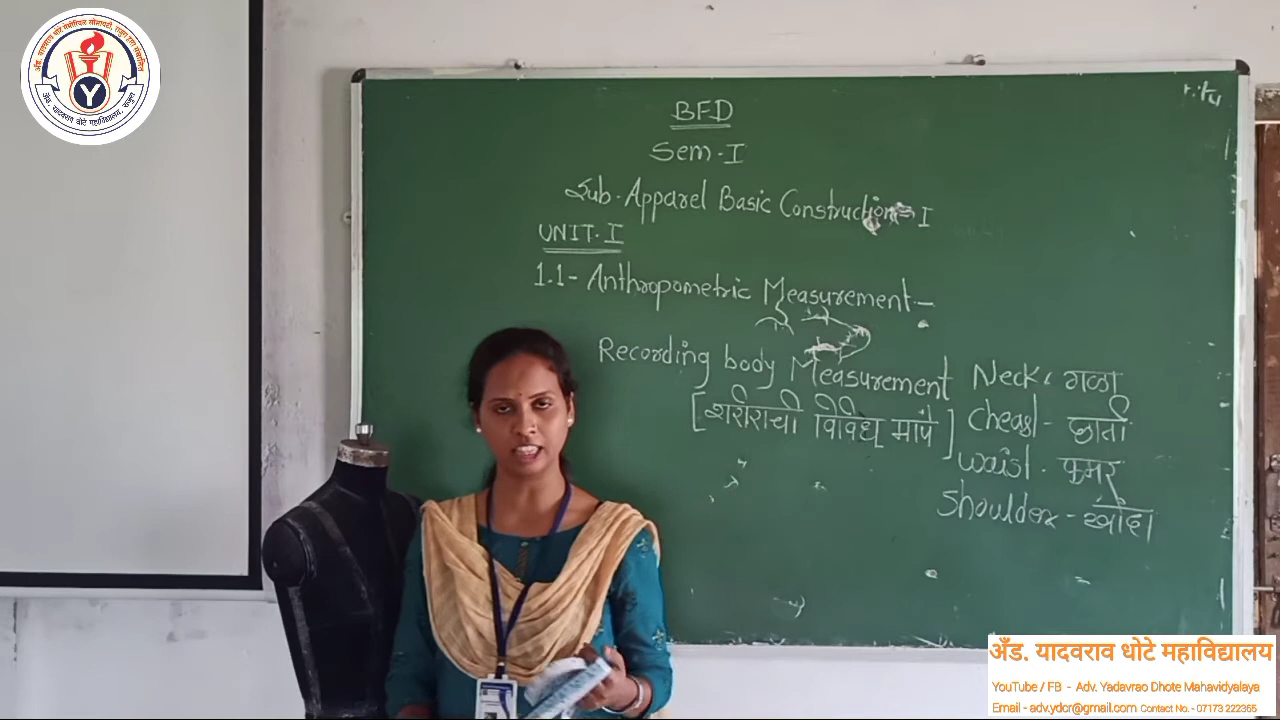 BFD
Sem-I
Sub. Apparel Basic Construction - I
UNIT-I
1.1- Anthropometric Measurement -
Recording body Measurement
[शरीराची विविध मापे]
Neck - गळा
Cheast - छाती
waist - कमर
Shoulder - खांदा
अँड. यादवराव धोटे महाविद्यालय
YouTube / FB - Adv. Yadavrao Dhote Mahavidyalaya
Email - adv.ydcr@gmail.com Contact No. - 07173 222365
Y